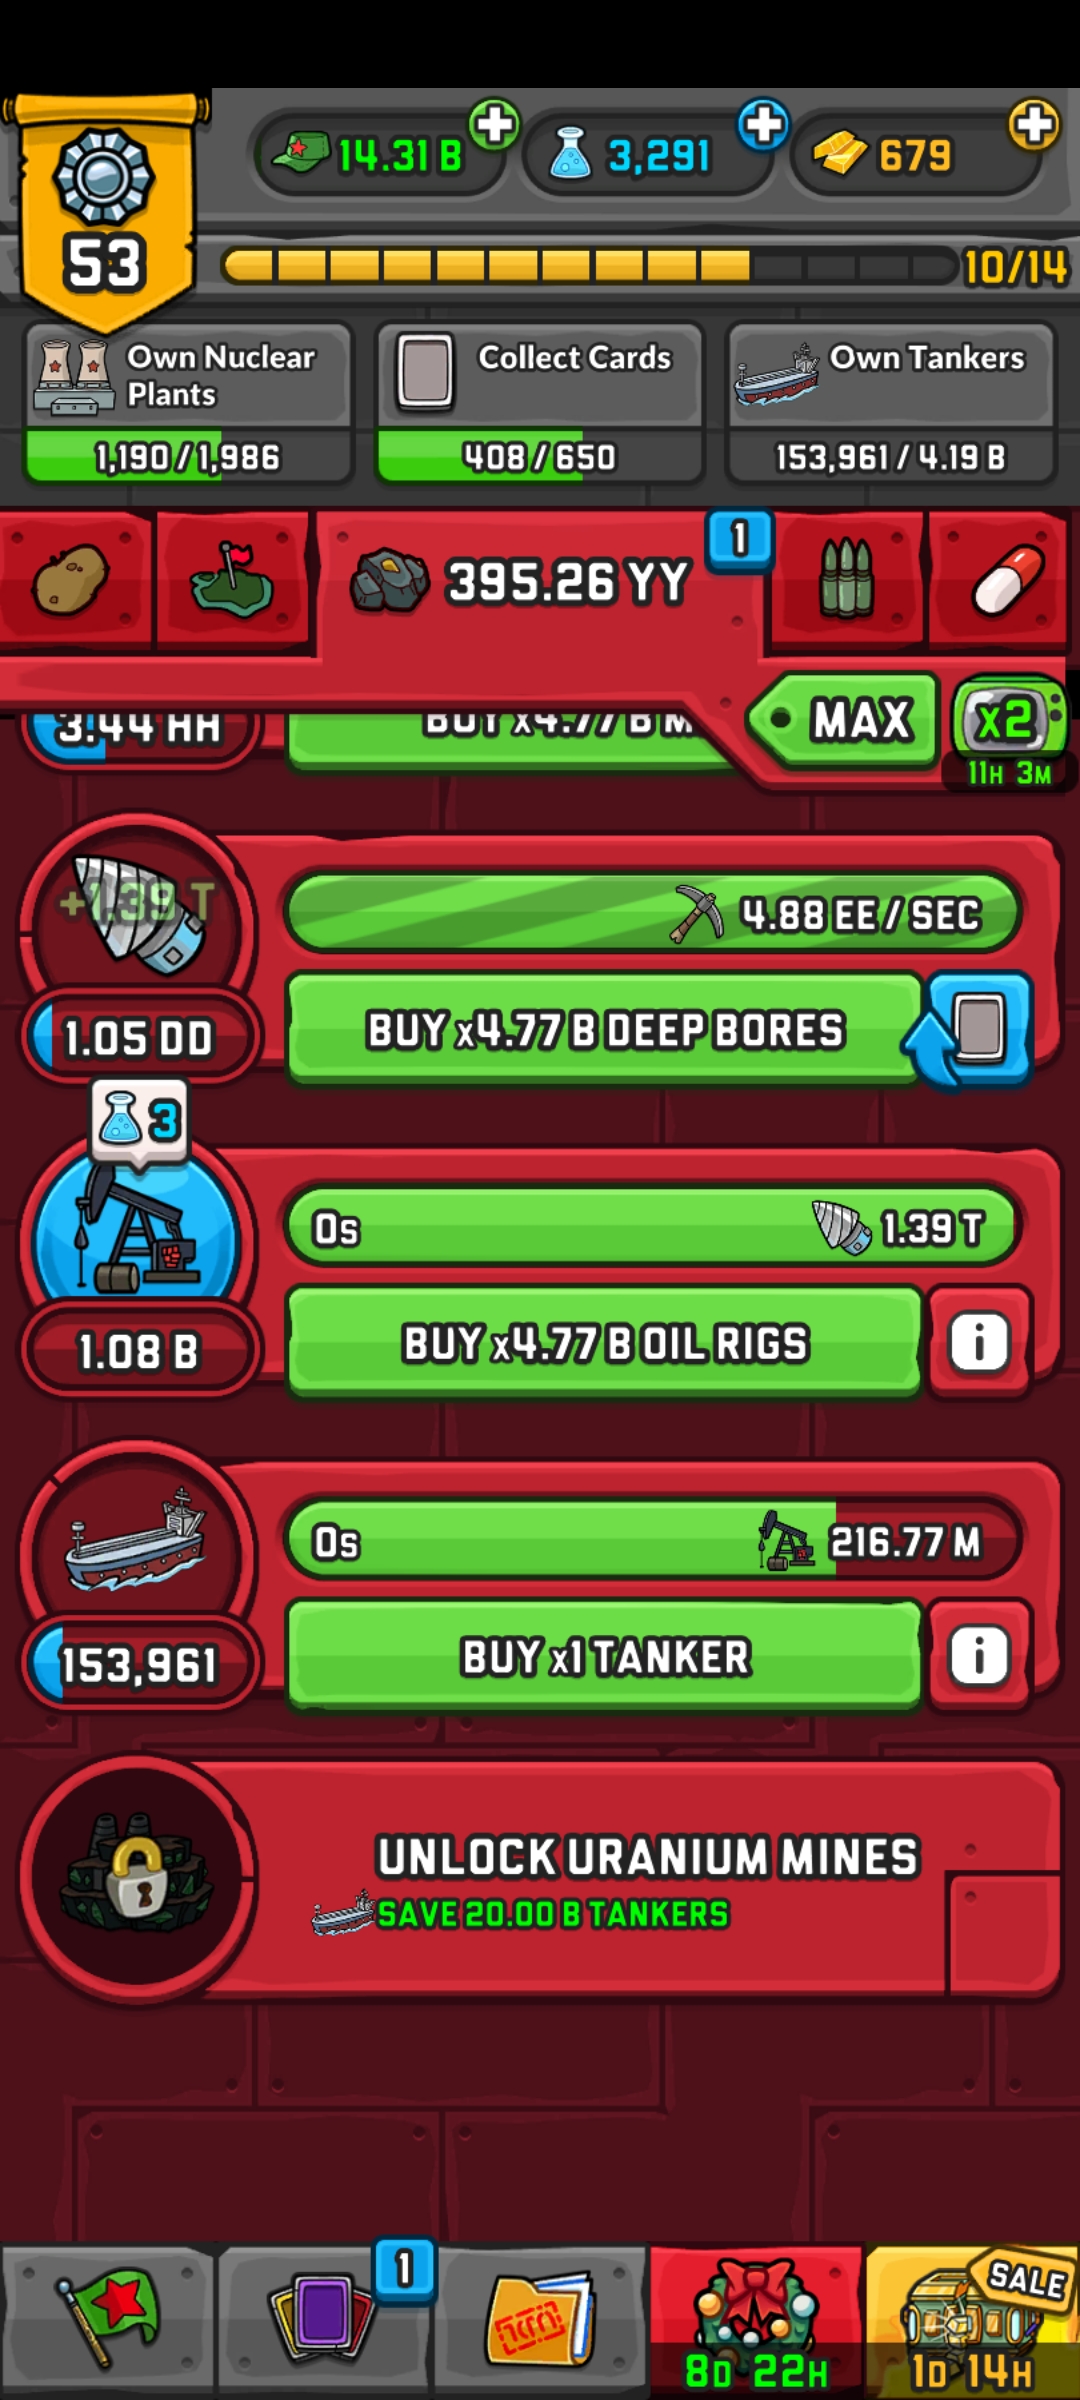 14.31 B
3,291
679
53
10/14
Own Nuclear
Plants
Collect Cards
Own Tankers
1,190 / 1,986
408 / 650
153,961 / 4.19 B
395.26 YY
1
MAX
x2
11H 3M
3.44 HH
BUY x4.77 B M
+1.39 T
4.88 EE / SEC
1.05 DD
BUY x4.77 B DEEP BORES
3
0s
1.39 T
1.08 B
BUY x4.77 B OIL RIGS
i
0s
216.77 M
153,961
BUY x1 TANKER
i
UNLOCK URANIUM MINES
SAVE 20.00 B TANKERS
1
SALE
8D 22H
1D 14H